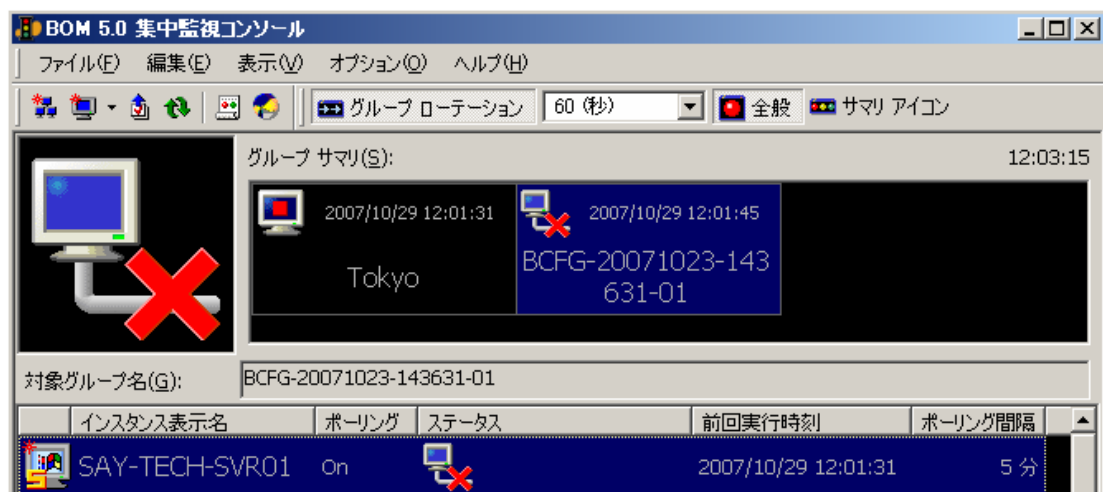 BOM 5.0 集中監視コンソール
ファイル(F) 編集(E) 表示(V) オプション(O) ヘルプ(H)
グループ ローテーション 60 (秒) 全般 サマリ アイコン
グループ サマリ(S): 12:03:15
2007/10/29 12:01:31 2007/10/29 12:01:45
Tokyo BCFG-20071023-143
631-01
対象グループ名(G): BCFG-20071023-143631-01
インスタンス表示名 ポーリング ステータス 前回実行時刻 ポーリング間隔
SAY-TECH-SVR01 On 2007/10/29 12:01:31 5 分